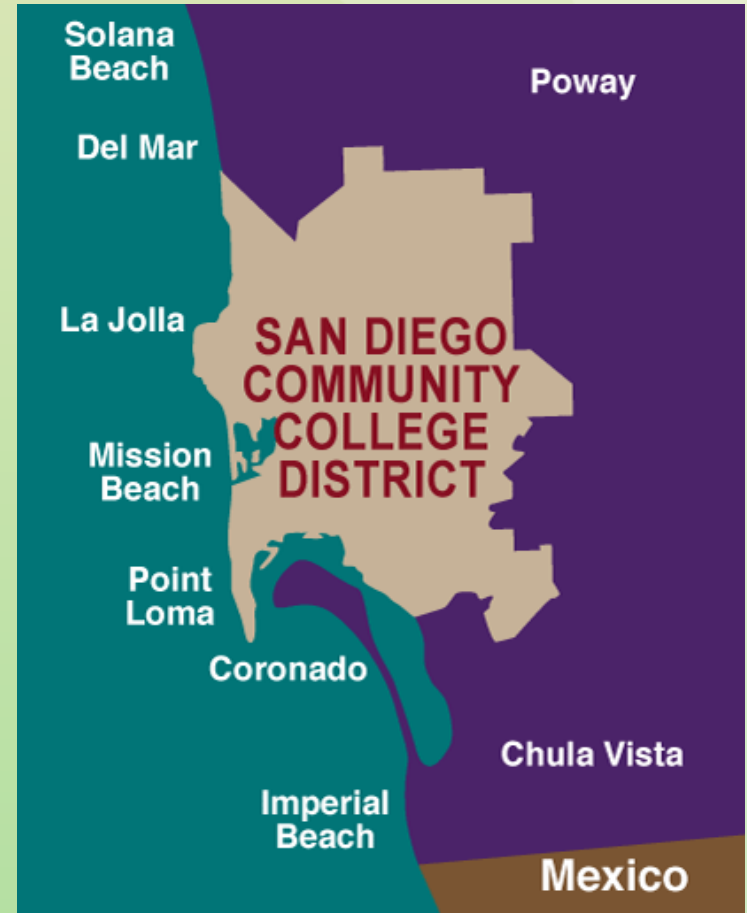 Solana
Beach
Poway
Del Mar
La Jolla
SAN DIEGO
COMMUNITY
COLLEGE
DISTRICT
Mission
Beach
Point
Loma
Coronado
Chula Vista
Imperial
Beach
Mexico